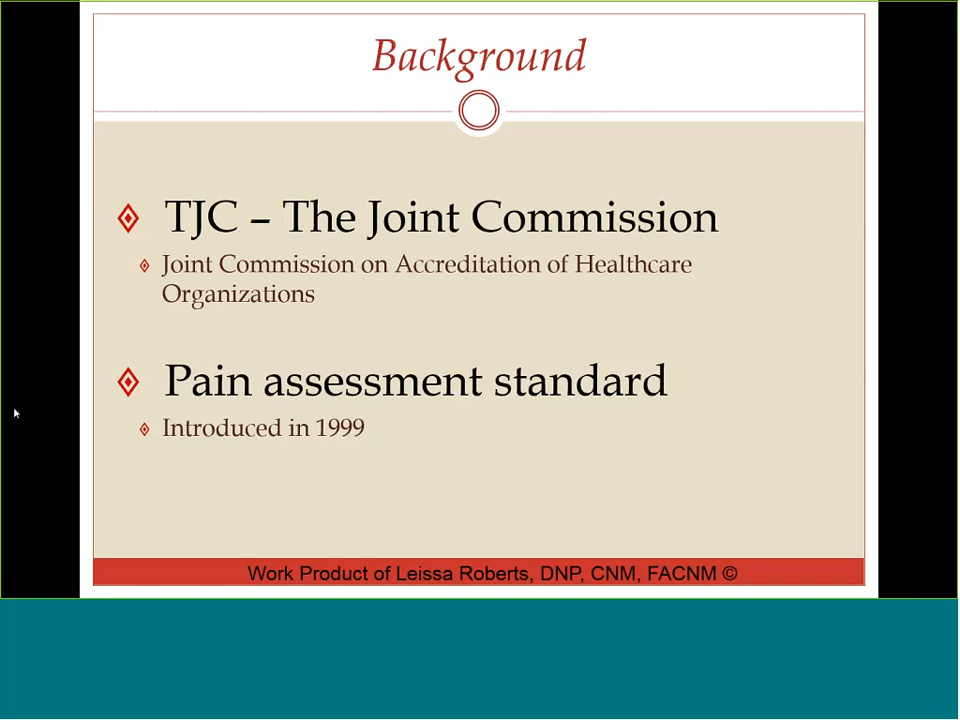 Background
TJC – The Joint Commission
Joint Commission on Accreditation of Healthcare
Organizations
Pain assessment standard
Introduced in 1999
Work Product of Leissa Roberts, DNP, CNM, FACNM ©